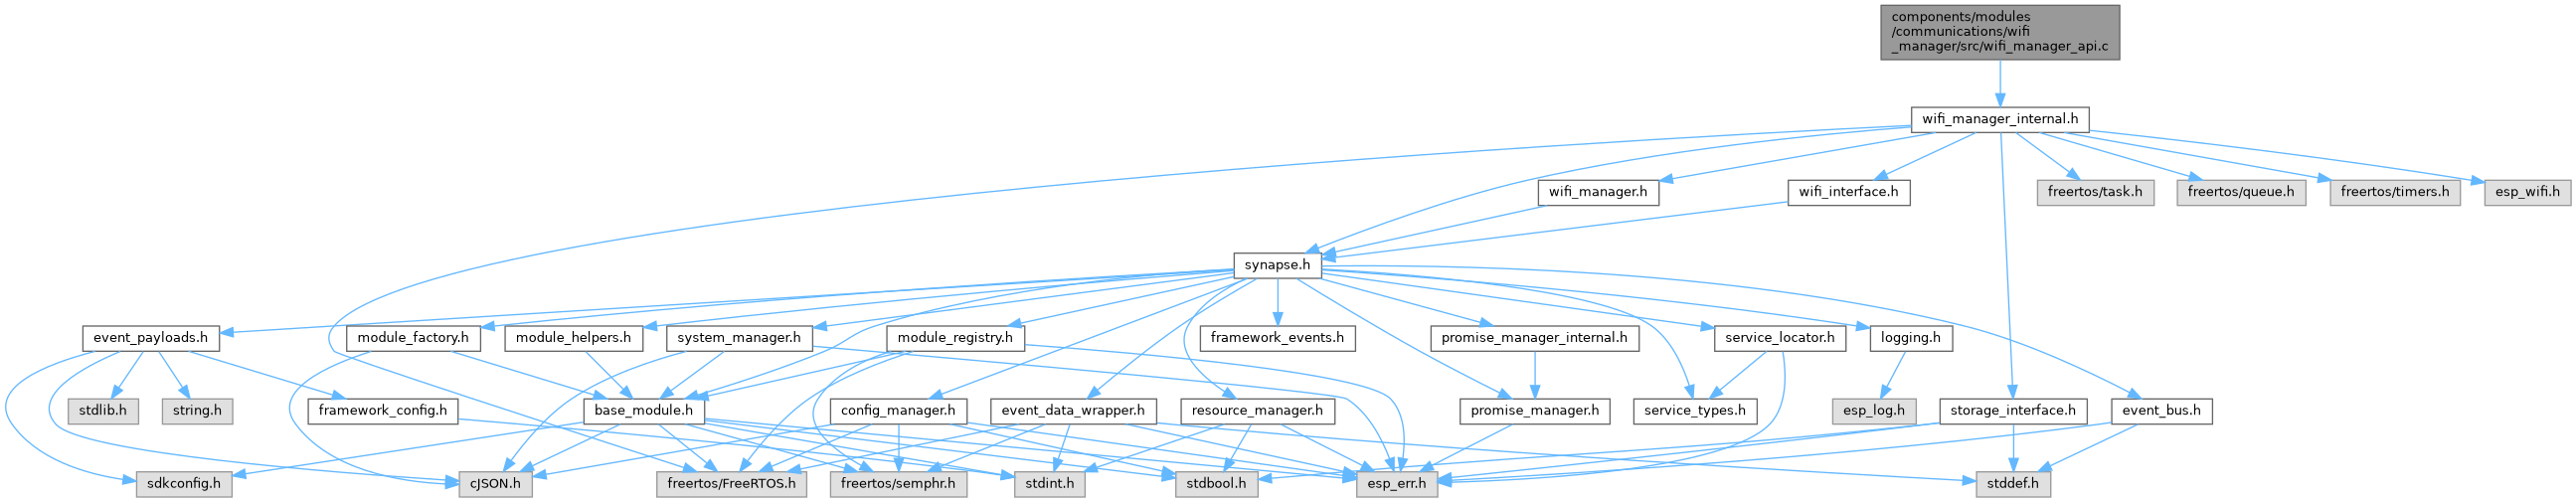 components/modules
/communications/wifi
_manager/src/wifi_manager_api.c
wifi_manager_internal.h
wifi_manager.h
wifi_interface.h
freertos/task.h
freertos/queue.h
freertos/timers.h
esp_wifi.h
synapse.h
event_payloads.h
module_factory.h
module_helpers.h
system_manager.h
module_registry.h
framework_events.h
promise_manager_internal.h
service_locator.h
logging.h
stdlib.h
string.h
framework_config.h
base_module.h
config_manager.h
event_data_wrapper.h
resource_manager.h
promise_manager.h
service_types.h
esp_log.h
storage_interface.h
event_bus.h
sdkconfig.h
cJSON.h
freertos/FreeRTOS.h
freertos/semphr.h
stdint.h
stdbool.h
esp_err.h
stddef.h